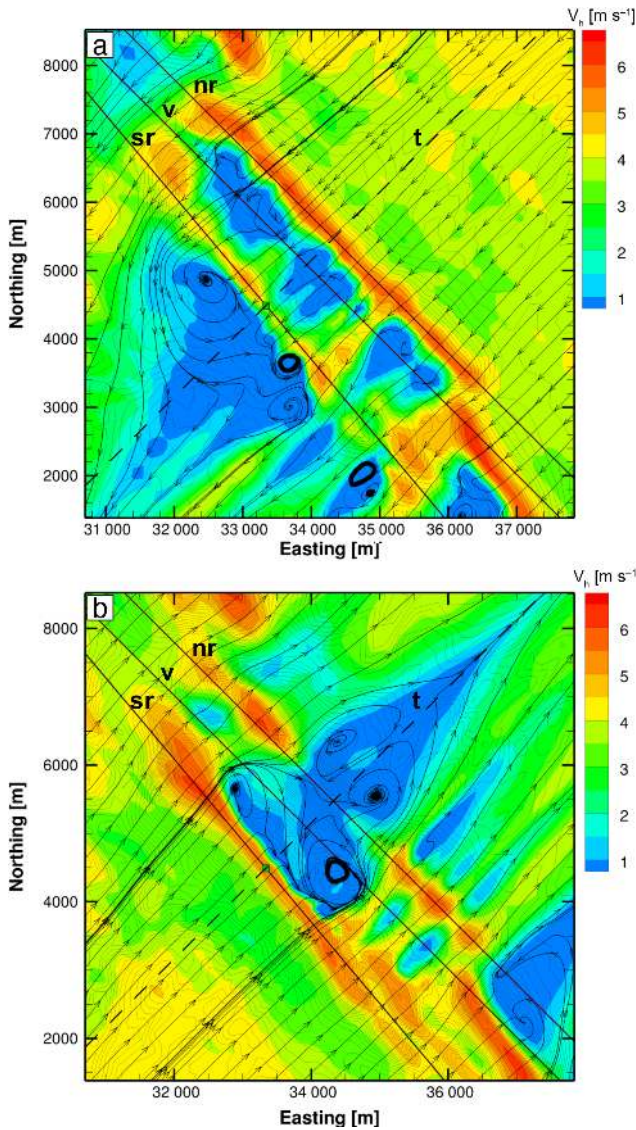 a
V_h [m s⁻¹]
8000
7000
6000
5000
4000
3000
2000
Northing [m]
nr
v
sr
t
6
5
4
3
2
1
31 000 32 000 33 000 34 000 35 000 36 000 37 000
Easting [m]
b
V_h [m s⁻¹]
8000
6000
4000
2000
Northing [m]
nr
v
sr
t
6
5
4
3
2
1
32 000 34 000 36 000
Easting [m]